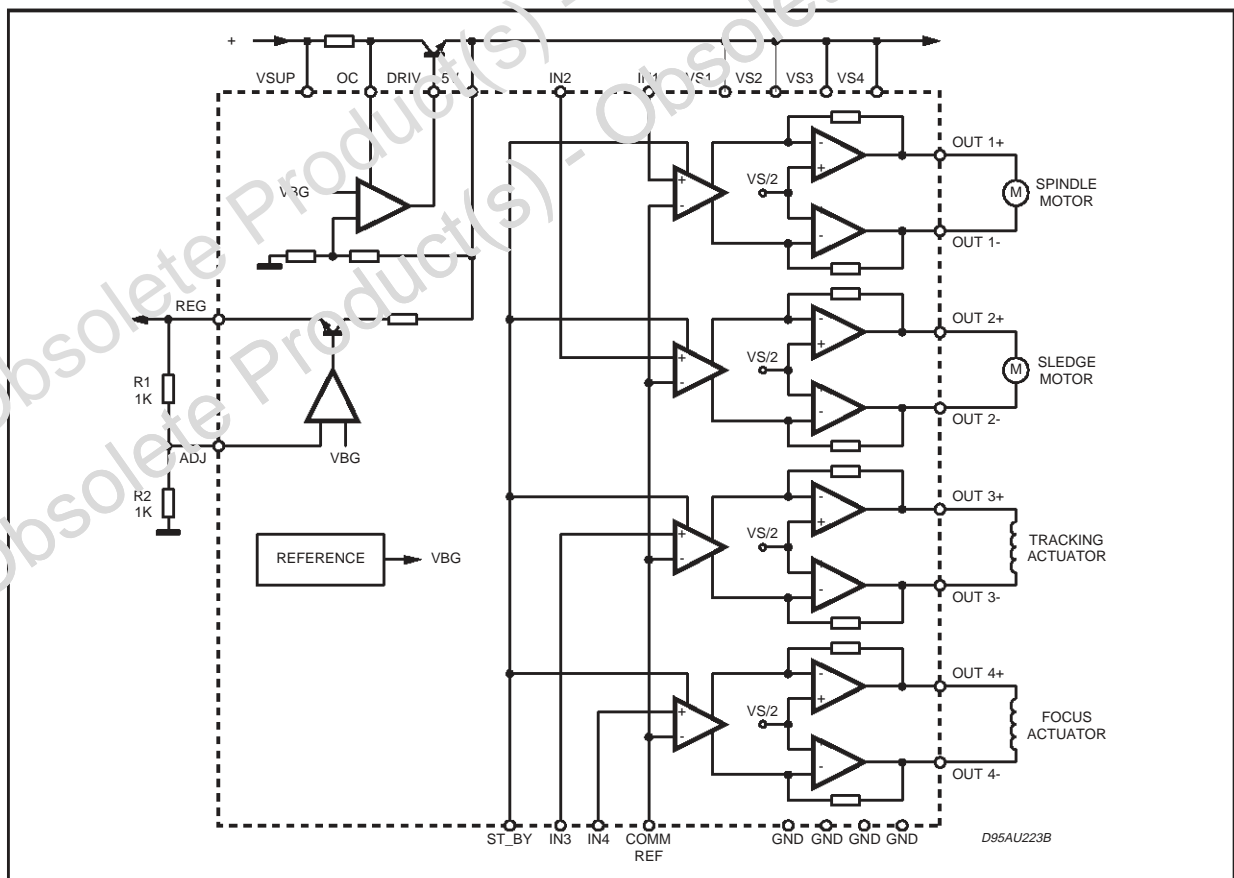 Obsolete Product(s) - Obsolete
Obsolete Product(s) - Obsolete
+
VSUP OC DRIV IN2 VS1 VS2 VS3 VS4
VBG
REG
R1
1K
ADJ
VBG
R2
1K
REFERENCE
VBG
+
-
VS/2
-
+
+
-
OUT 1+
M
SPINDLE
MOTOR
OUT 1-
+
-
VS/2
-
+
+
-
OUT 2+
M
SLEDGE
MOTOR
OUT 2-
+
-
VS/2
-
+
+
-
OUT 3+
TRACKING
ACTUATOR
OUT 3-
+
-
VS/2
-
+
+
-
OUT 4+
FOCUS
ACTUATOR
OUT 4-
ST_BY IN3 IN4 COMM
REF
GND GND GND GND
D95AU223B